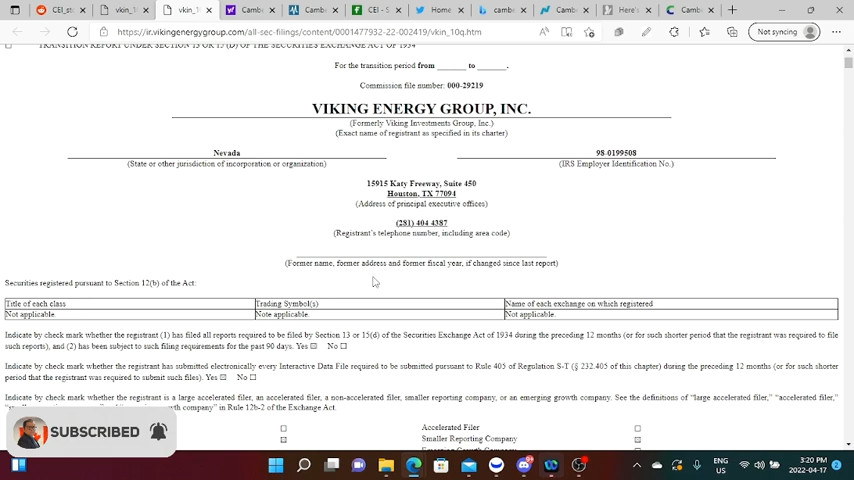 CEI_st
vkin_
vkin_1
Cambe
Camb
CEI - S
Home
camb
Camb
Here's
Camb
https://ir.vikingenergygroup.com/all-sec-filings/content/0001477932-22-002419/vkin_10q.htm
Not syncing
TRANSITION REPORT UNDER SECTION 13 OR 15 (D) OF THE SECURITIES EXCHANGE ACT OF 1934
For the transition period from ______ to ______.
Commission file number: 000-29219
VIKING ENERGY GROUP, INC.
(Formerly Viking Investments Group, Inc.)
(Exact name of registrant as specified in its charter)
Nevada 98-0199508
(State or other jurisdiction of incorporation or organization) (IRS Employer Identification No.)
15915 Katy Freeway, Suite 450
Houston, TX 77094
(Address of principal executive offices)
(281) 404 4387
(Registrant's telephone number, including area code)
(Former name, former address and former fiscal year, if changed since last report)
Securities registered pursuant to Section 12(b) of the Act:
Title of each class Trading Symbol(s) Name of each exchange on which registered
Not applicable. Note applicable. Not applicable.
Indicate by check mark whether the registrant (1) has filed all reports required to be filed by Section 13 or 15(d) of the Securities Exchange Act of 1934 during the preceding 12 months (or for such shorter period that the registrant was required to file
such reports), and (2) has been subject to such filing requirements for the past 90 days. Yes ☒ No ☐
Indicate by check mark whether the registrant has submitted electronically every Interactive Data File required to be submitted pursuant to Rule 405 of Regulation S-T (§ 232.405 of this chapter) during the preceding 12 months (or for such shorter
period that the registrant was required to submit such files). Yes ☒ No ☐
Indicate by check mark whether the registrant is a large accelerated filer, an accelerated filer, a non-accelerated filer, smaller reporting company, or an emerging growth company. See the definitions of "large accelerated filer," "accelerated filer,"
growth company" in Rule 12b-2 of the Exchange Act.
☐ Accelerated Filer ☐
☒ Smaller Reporting Company ☒
SUBSCRIBED
ENG
US
3:20 PM
2022-04-17